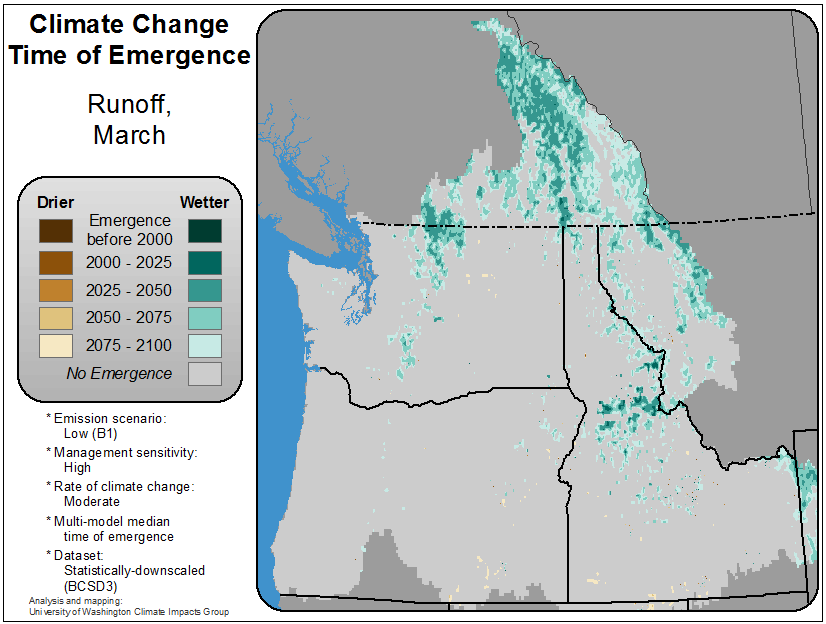 Climate Change
Time of Emergence
Runoff,
March
Drier Wetter
Emergence
before 2000
2000 - 2025
2025 - 2050
2050 - 2075
2075 - 2100
No Emergence
* Emission scenario:
Low (B1)
* Management sensitivity:
High
* Rate of climate change:
Moderate
* Multi-model median
time of emergence
* Dataset:
Statistically-downscaled
(BCSD3)
Analysis and mapping:
University of Washington Climate Impacts Group